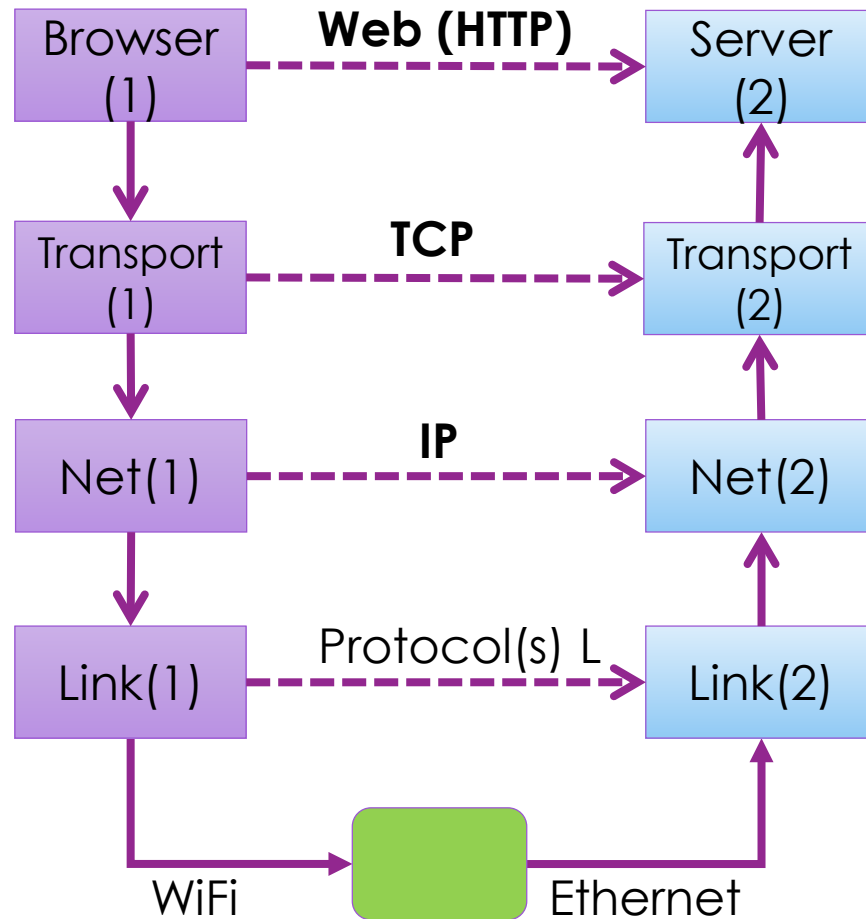 Browser
(1)
Web (HTTP)
Server
(2)
Transport
(1)
TCP
Transport
(2)
Net(1)
IP
Net(2)
Link(1)
Protocol(s) L
Link(2)
WiFi
Ethernet